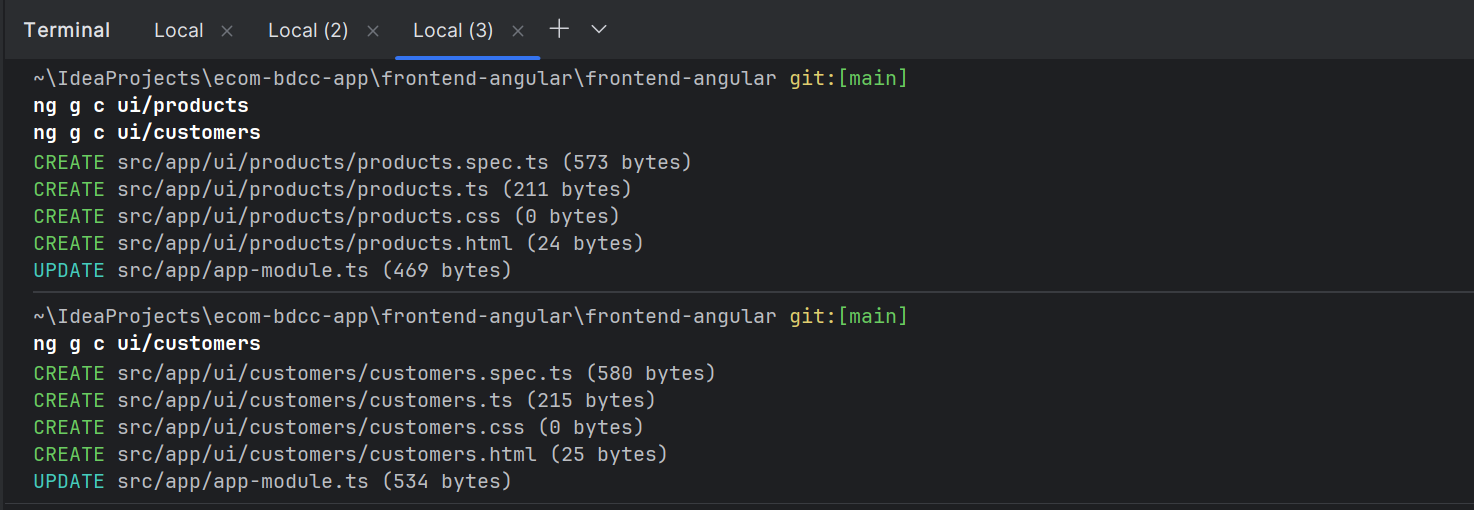 Terminal Local Local (2) Local (3)
~\IdeaProjects\ecom-bdcc-app\frontend-angular\frontend-angular git:[main]
ng g c ui/products
ng g c ui/customers
CREATE src/app/ui/products/products.spec.ts (573 bytes)
CREATE src/app/ui/products/products.ts (211 bytes)
CREATE src/app/ui/products/products.css (0 bytes)
CREATE src/app/ui/products/products.html (24 bytes)
UPDATE src/app/app-module.ts (469 bytes)
~\IdeaProjects\ecom-bdcc-app\frontend-angular\frontend-angular git:[main]
ng g c ui/customers
CREATE src/app/ui/customers/customers.spec.ts (580 bytes)
CREATE src/app/ui/customers/customers.ts (215 bytes)
CREATE src/app/ui/customers/customers.css (0 bytes)
CREATE src/app/ui/customers/customers.html (25 bytes)
UPDATE src/app/app-module.ts (534 bytes)